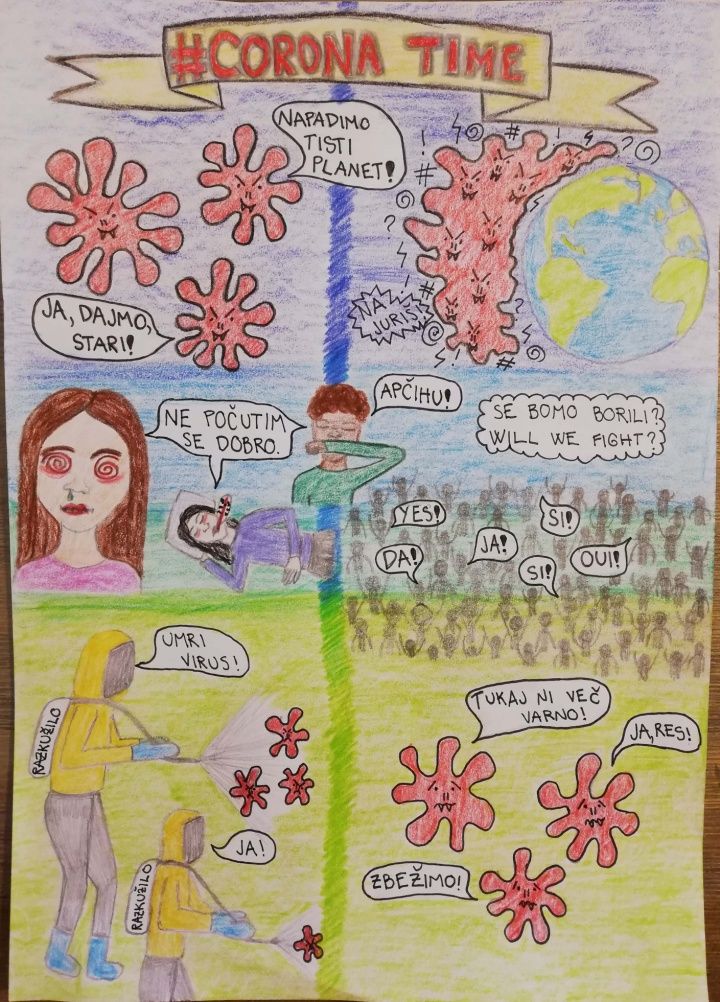 #CORONA TIME
NAPADIMO
TISTI
PLANET!
JA, DAJMO,
STARI!
NA
JURIŠ!
NE POČUTIM
SE DOBRO.
APČIHU!
SE BOMO BORILI?
WILL WE FIGHT?
YES!
SI!
DA!
JA!
SI!
OUI!
UMRI
VIRUS!
RAZKUŽILO
JA!
RAZKUŽILO
TUKAJ NI VEČ
VARNO!
JA, RES!
ZBEŽIMO!